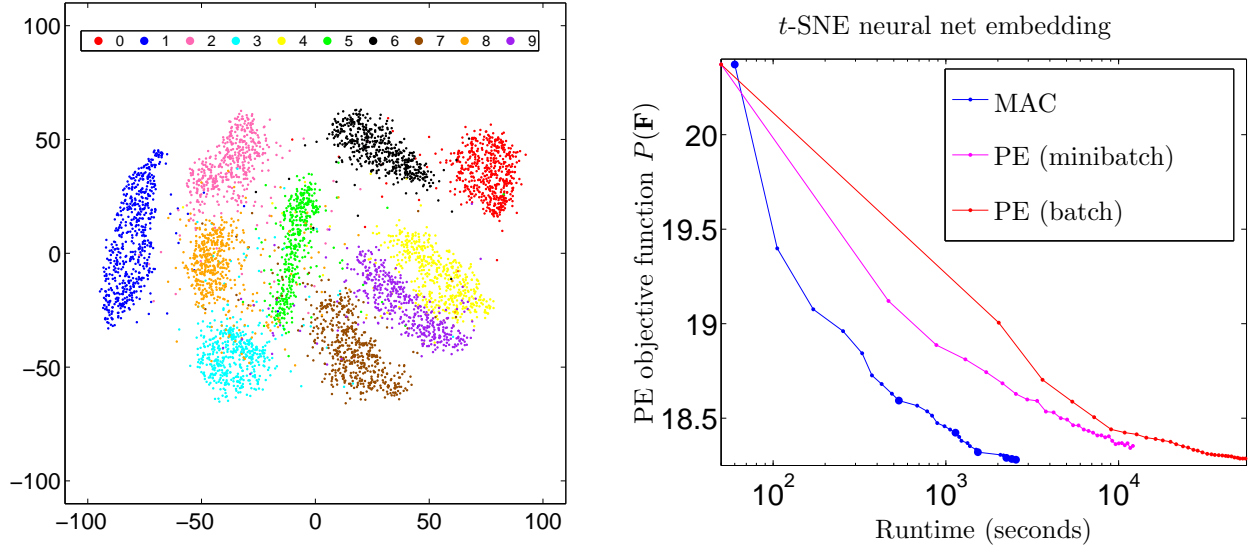 100
50
0
−50
−100
−100 −50 0 50 100
0 1 2 3 4 5 6 7 8 9
t-SNE neural net embedding
PE objective function P(F)
20
19.5
19
18.5
10^2 10^3 10^4
Runtime (seconds)
MAC
PE (minibatch)
PE (batch)